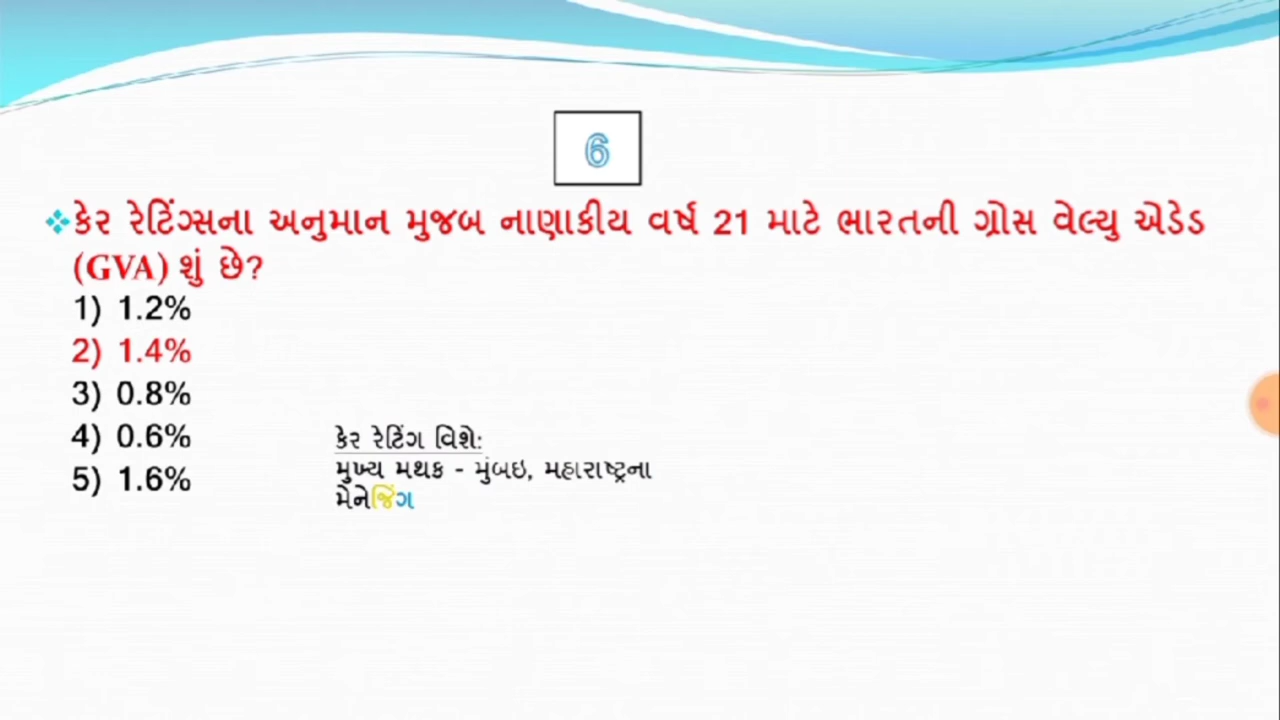 6
કેર રેટિંગ્સના અનુમાન મુજબ નાણાકીય વર્ષ 21 માટે ભારતની ગ્રોસ વેલ્યુ એડેડ
(GVA) શું છે?
1) 1.2%
2) 1.4%
3) 0.8%
4) 0.6%
5) 1.6%
કેર રેટિંગ વિશે:
મુખ્ય મથક - મુંબઇ, મહારાષ્ટ્રના
મેનેજિંગ